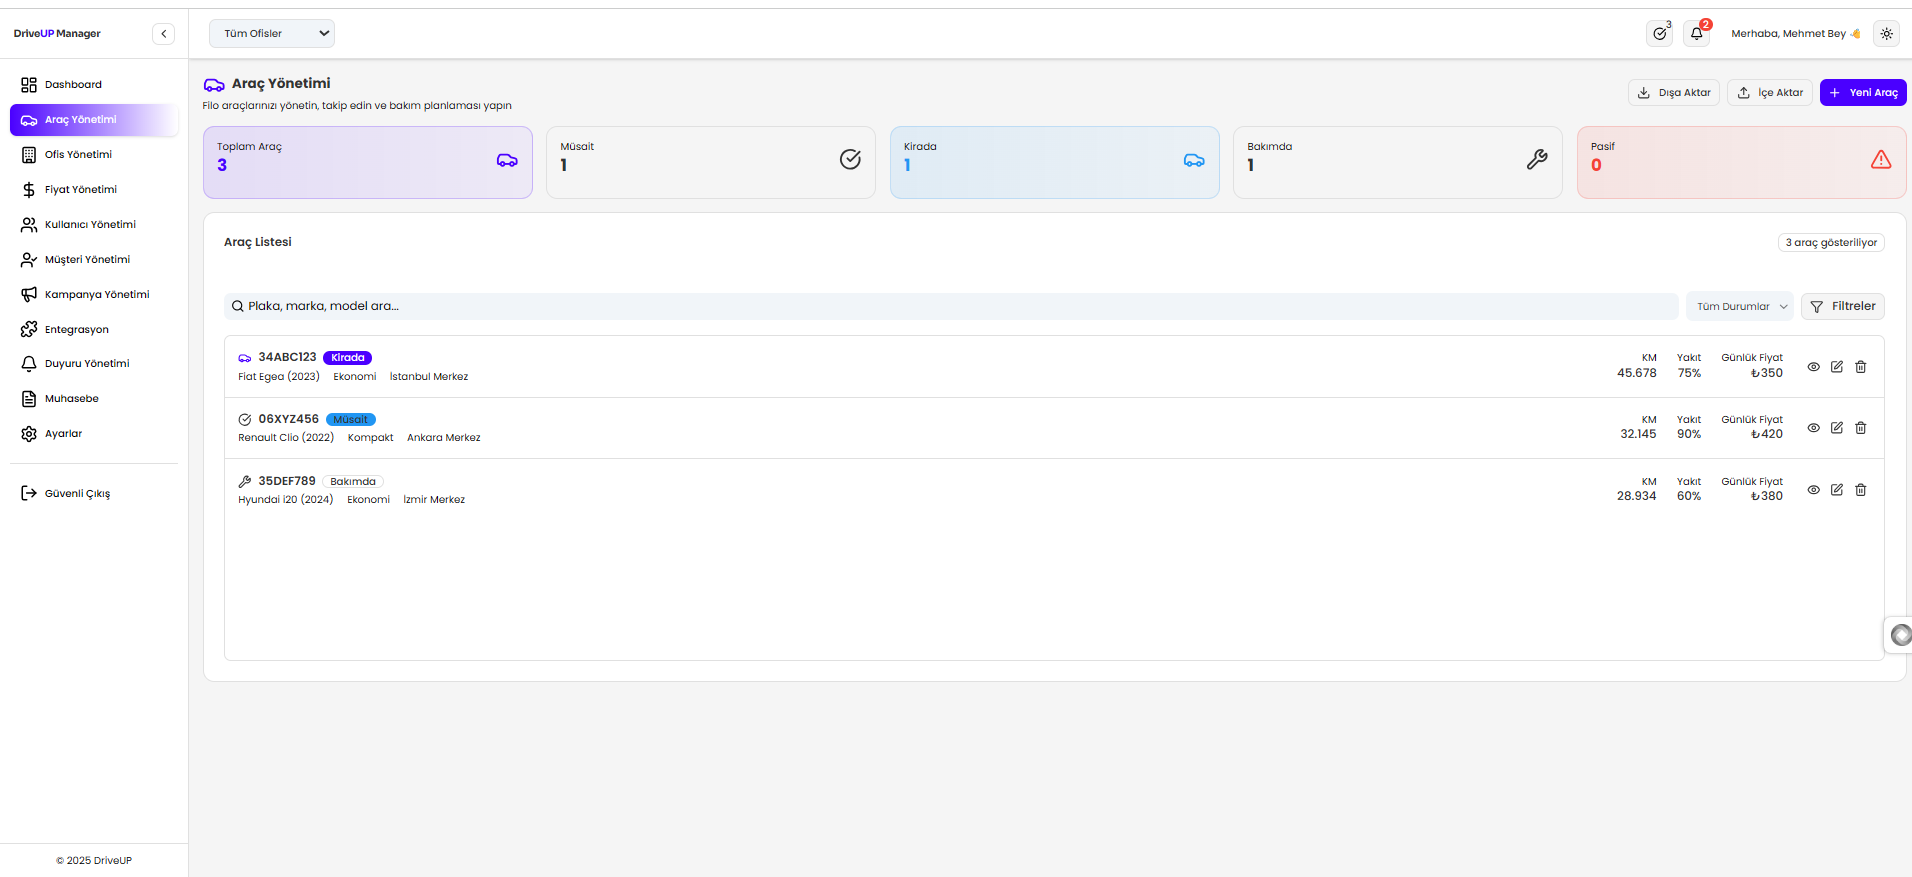 DriveUP Manager
Tüm Ofisler
3
2
Merhaba, Mehmet Bey
Dashboard
Araç Yönetimi
Ofis Yönetimi
Fiyat Yönetimi
Kullanıcı Yönetimi
Müşteri Yönetimi
Kampanya Yönetimi
Entegrasyon
Duyuru Yönetimi
Muhasebe
Ayarlar
Güvenli Çıkış
© 2025 DriveUP
Araç Yönetimi
Filo araçlarınızı yönetin, takip edin ve bakım planlaması yapın
Dışa Aktar
İçe Aktar
Yeni Araç
Toplam Araç
3
Müsait
1
Kirada
1
Bakımda
1
Pasif
0
Araç Listesi
3 araç gösteriliyor
Plaka, marka, model ara...
Tüm Durumlar
Filtreler
34ABC123 Kirada
Fiat Egea (2023) Ekonomi İstanbul Merkez
KM Yakıt Günlük Fiyat
45.678 75% ₺350
06XYZ456 Müsait
Renault Clio (2022) Kompakt Ankara Merkez
KM Yakıt Günlük Fiyat
32.145 90% ₺420
35DEF789 Bakımda
Hyundai i20 (2024) Ekonomi İzmir Merkez
KM Yakıt Günlük Fiyat
28.934 60% ₺380